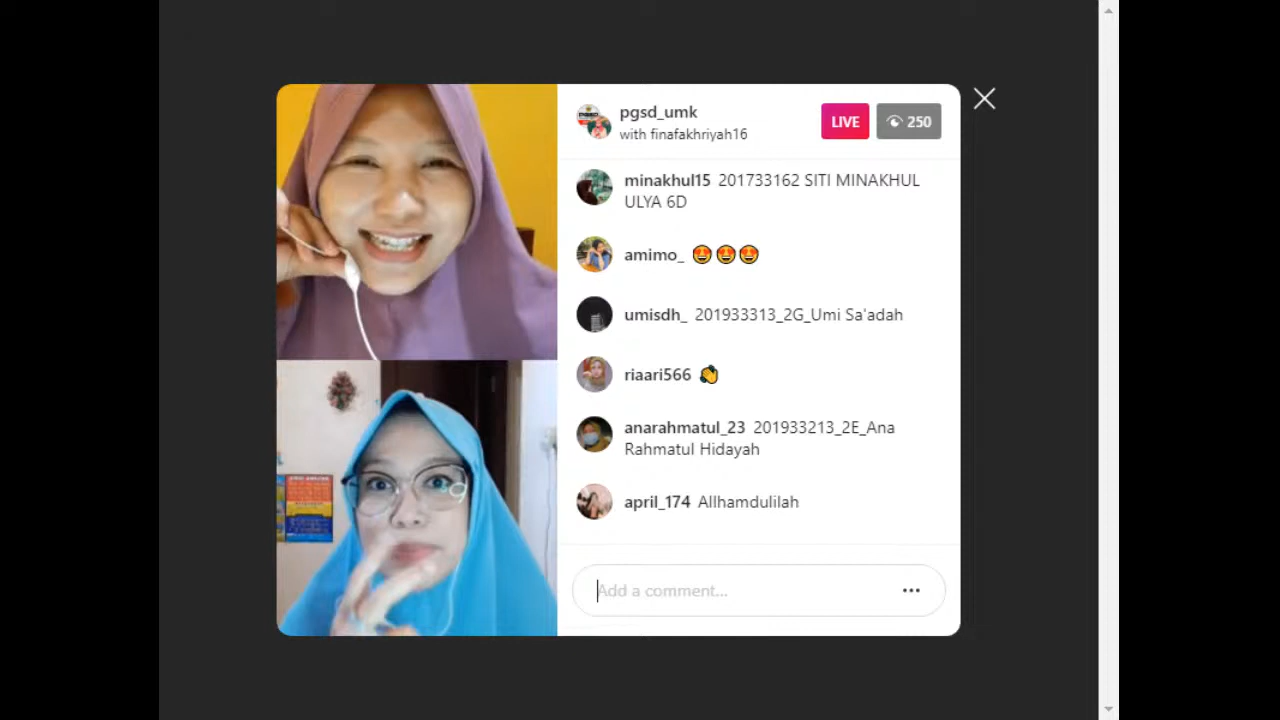 pgsd_umk
with finafakhriyah16
LIVE
250
minakhul15 201733162 SITI MINAKHUL
ULYA 6D
amimo_ 😍😍😍
umisdh_ 201933313_2G_Umi Sa'adah
riaari566 👏
anarahmatul_23 201933213_2E_Ana
Rahmatul Hidayah
april_174 Allhamdulilah
Add a comment...